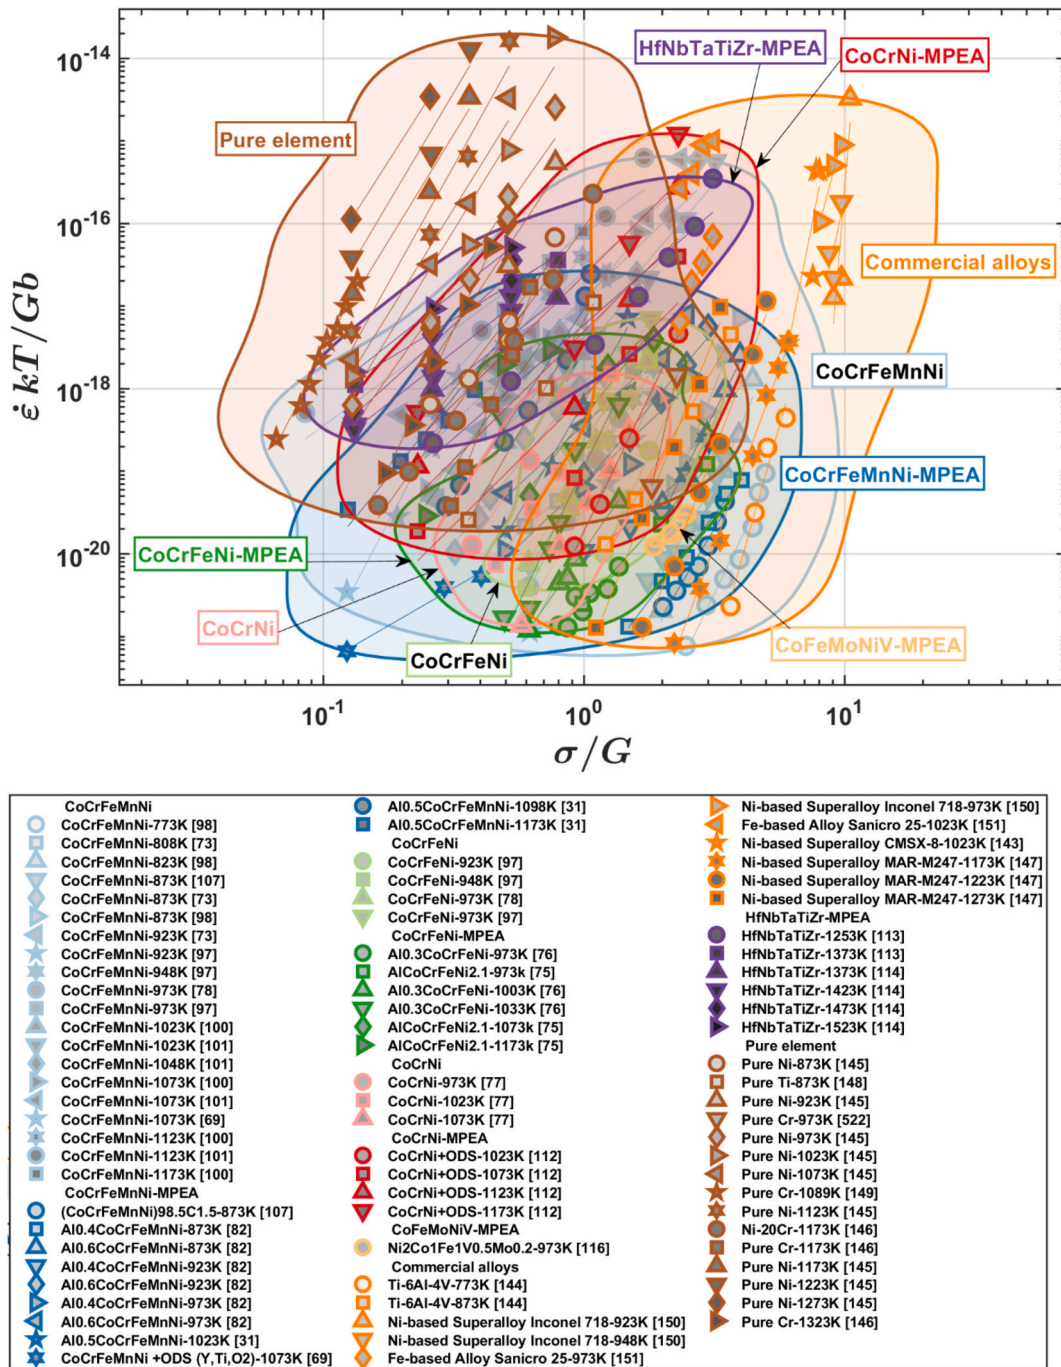 HfNbTaTiZr-MPEA
CoCrNi-MPEA
Pure element
Commercial alloys
CoCrFeMnNi
CoCrFeMnNi-MPEA
CoCrFeNi-MPEA
CoCrNi
CoCrFeNi
CoFeMoNiV-MPEA
10-14
10-16
10-18
10-20
ε̇ kT/Gb
10-1
100
101
σ/G
CoCrFeMnNi
CoCrFeMnNi-773K [98]
CoCrFeMnNi-808K [73]
CoCrFeMnNi-823K [98]
CoCrFeMnNi-873K [107]
CoCrFeMnNi-873K [73]
CoCrFeMnNi-873K [98]
CoCrFeMnNi-923K [73]
CoCrFeMnNi-923K [97]
CoCrFeMnNi-948K [97]
CoCrFeMnNi-973K [78]
CoCrFeMnNi-973K [97]
CoCrFeMnNi-1023K [100]
CoCrFeMnNi-1023K [101]
CoCrFeMnNi-1048K [101]
CoCrFeMnNi-1073K [100]
CoCrFeMnNi-1073K [101]
CoCrFeMnNi-1073K [69]
CoCrFeMnNi-1123K [100]
CoCrFeMnNi-1123K [101]
CoCrFeMnNi-1173K [100]
CoCrFeMnNi-MPEA
(CoCrFeMnNi)98.5C1.5-873K [107]
Al0.4CoCrFeMnNi-873K [82]
Al0.6CoCrFeMnNi-873K [82]
Al0.4CoCrFeMnNi-923K [82]
Al0.6CoCrFeMnNi-923K [82]
Al0.4CoCrFeMnNi-973K [82]
Al0.6CoCrFeMnNi-973K [82]
Al0.5CoCrFeMnNi-1023K [31]
CoCrFeMnNi +ODS (Y,Ti,O2)-1073K [69]
Al0.5CoCrFeMnNi-1098K [31]
Al0.5CoCrFeMnNi-1173K [31]
CoCrFeNi
CoCrFeNi-923K [97]
CoCrFeNi-948K [97]
CoCrFeNi-973K [78]
CoCrFeNi-973K [97]
CoCrFeNi-MPEA
Al0.3CoCrFeNi-973K [76]
AlCoCrFeNi2.1-973k [75]
Al0.3CoCrFeNi-1003K [76]
Al0.3CoCrFeNi-1033K [76]
AlCoCrFeNi2.1-1073k [75]
AlCoCrFeNi2.1-1173k [75]
CoCrNi
CoCrNi-973K [77]
CoCrNi-1023K [77]
CoCrNi-1073K [77]
CoCrNi-MPEA
CoCrNi+ODS-1023K [112]
CoCrNi+ODS-1073K [112]
CoCrNi+ODS-1123K [112]
CoCrNi+ODS-1173K [112]
CoFeMoNiV-MPEA
Ni2Co1Fe1V0.5Mo0.2-973K [116]
Commercial alloys
Ti-6Al-4V-773K [144]
Ti-6Al-4V-873K [144]
Ni-based Superalloy Inconel 718-923K [150]
Ni-based Superalloy Inconel 718-948K [150]
Fe-based Alloy Sanicro 25-973K [151]
Ni-based Superalloy Inconel 718-973K [150]
Fe-based Alloy Sanicro 25-1023K [151]
Ni-based Superalloy CMSX-8-1023K [143]
Ni-based Superalloy MAR-M247-1173K [147]
Ni-based Superalloy MAR-M247-1223K [147]
Ni-based Superalloy MAR-M247-1273K [147]
HfNbTaTiZr-MPEA
HfNbTaTiZr-1253K [113]
HfNbTaTiZr-1373K [113]
HfNbTaTiZr-1373K [114]
HfNbTaTiZr-1423K [114]
HfNbTaTiZr-1473K [114]
HfNbTaTiZr-1523K [114]
Pure element
Pure Ni-873K [145]
Pure Ti-873K [148]
Pure Ni-923K [145]
Pure Cr-973K [522]
Pure Ni-973K [145]
Pure Ni-1023K [145]
Pure Ni-1073K [145]
Pure Cr-1089K [149]
Pure Ni-1123K [145]
Ni-20Cr-1173K [146]
Pure Cr-1173K [146]
Pure Ni-1173K [145]
Pure Ni-1223K [145]
Pure Ni-1273K [145]
Pure Cr-1323K [146]